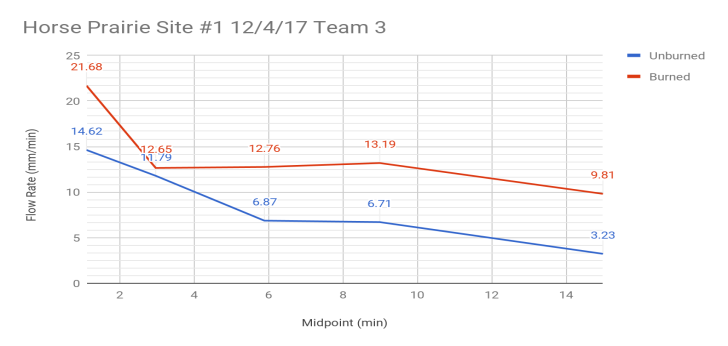 Horse Prairie Site #1 12/4/17 Team 3
Unburned
Burned
Flow Rate (mm/min)
25
20
15
10
5
0
21.68
12.65
12.76
13.19
9.81
14.62
11.79
6.87
6.71
3.23
2 4 6 8 10 12 14
Midpoint (min)